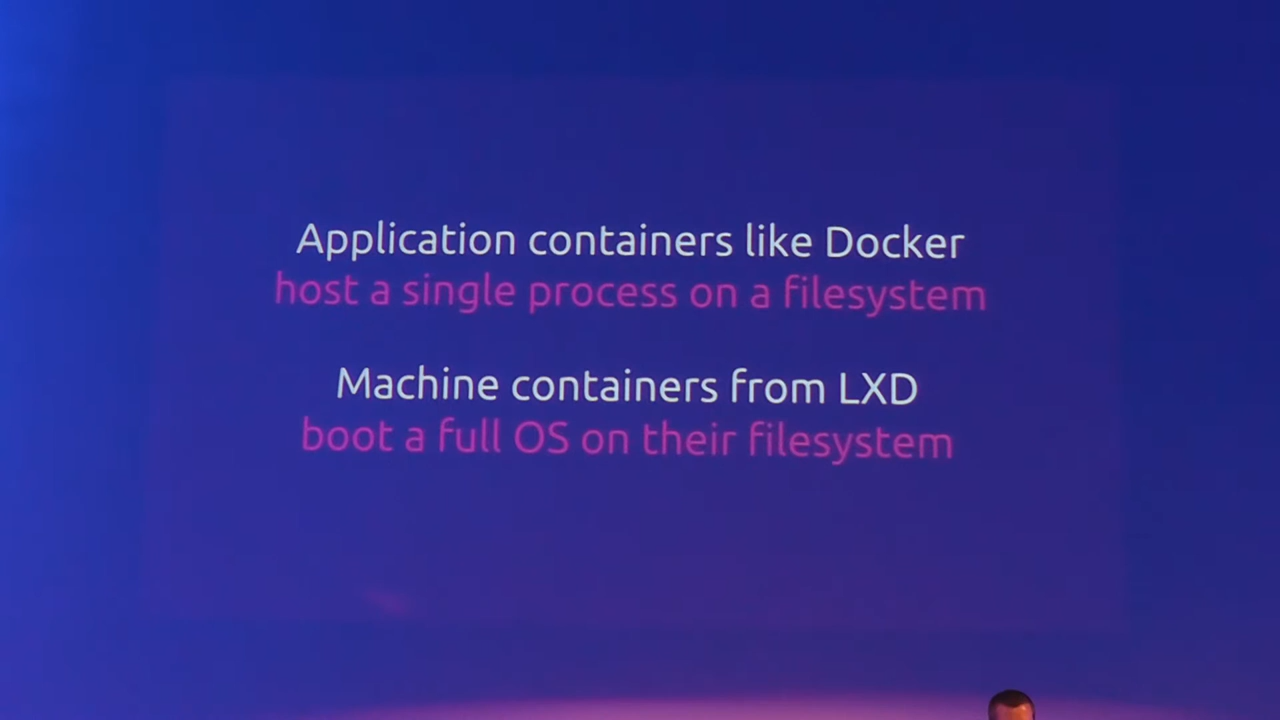 Application containers like Docker
host a single process on a filesystem
Machine containers from LXD
boot a full OS on their filesystem